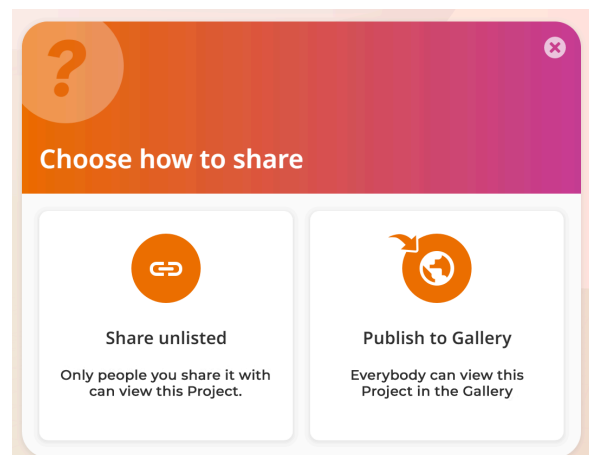 ?
Choose how to share
Share unlisted
Only people you share it with
can view this Project.
Publish to Gallery
Everybody can view this
Project in the Gallery